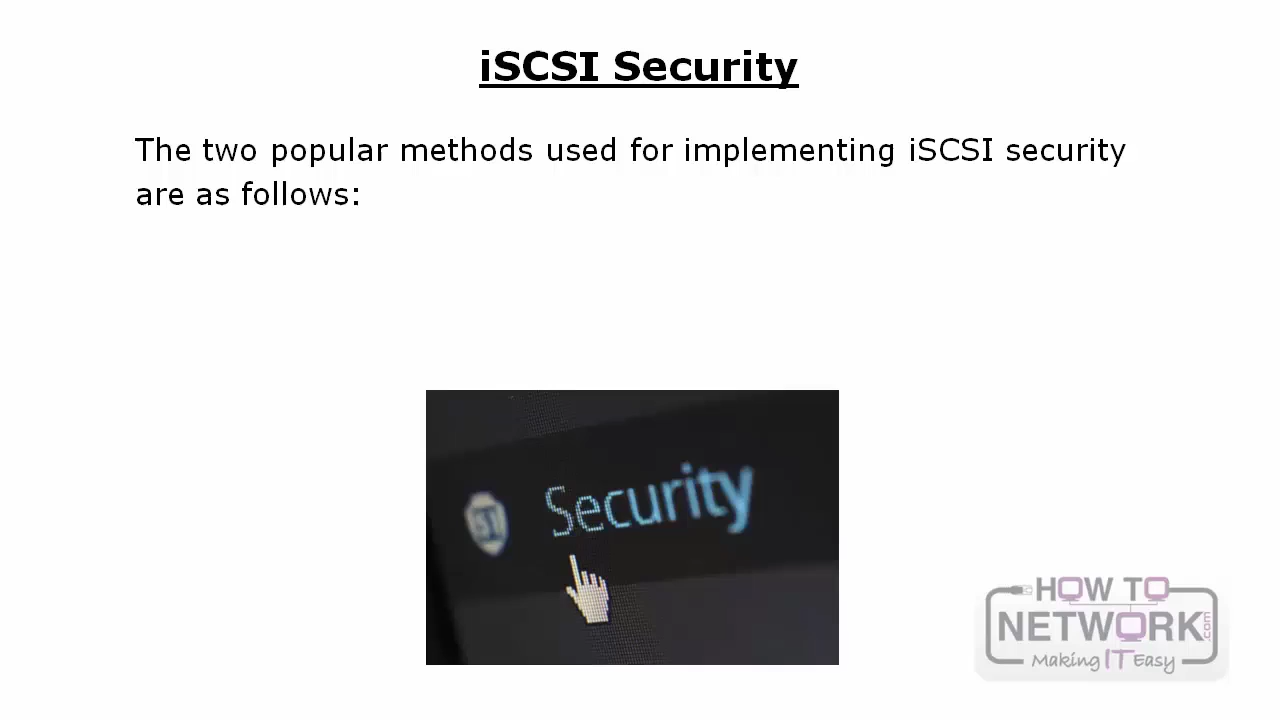 iSCSI Security
The two popular methods used for implementing iSCSI security
are as follows:
Security
HOW TO
NETWORK.com
Making IT Easy